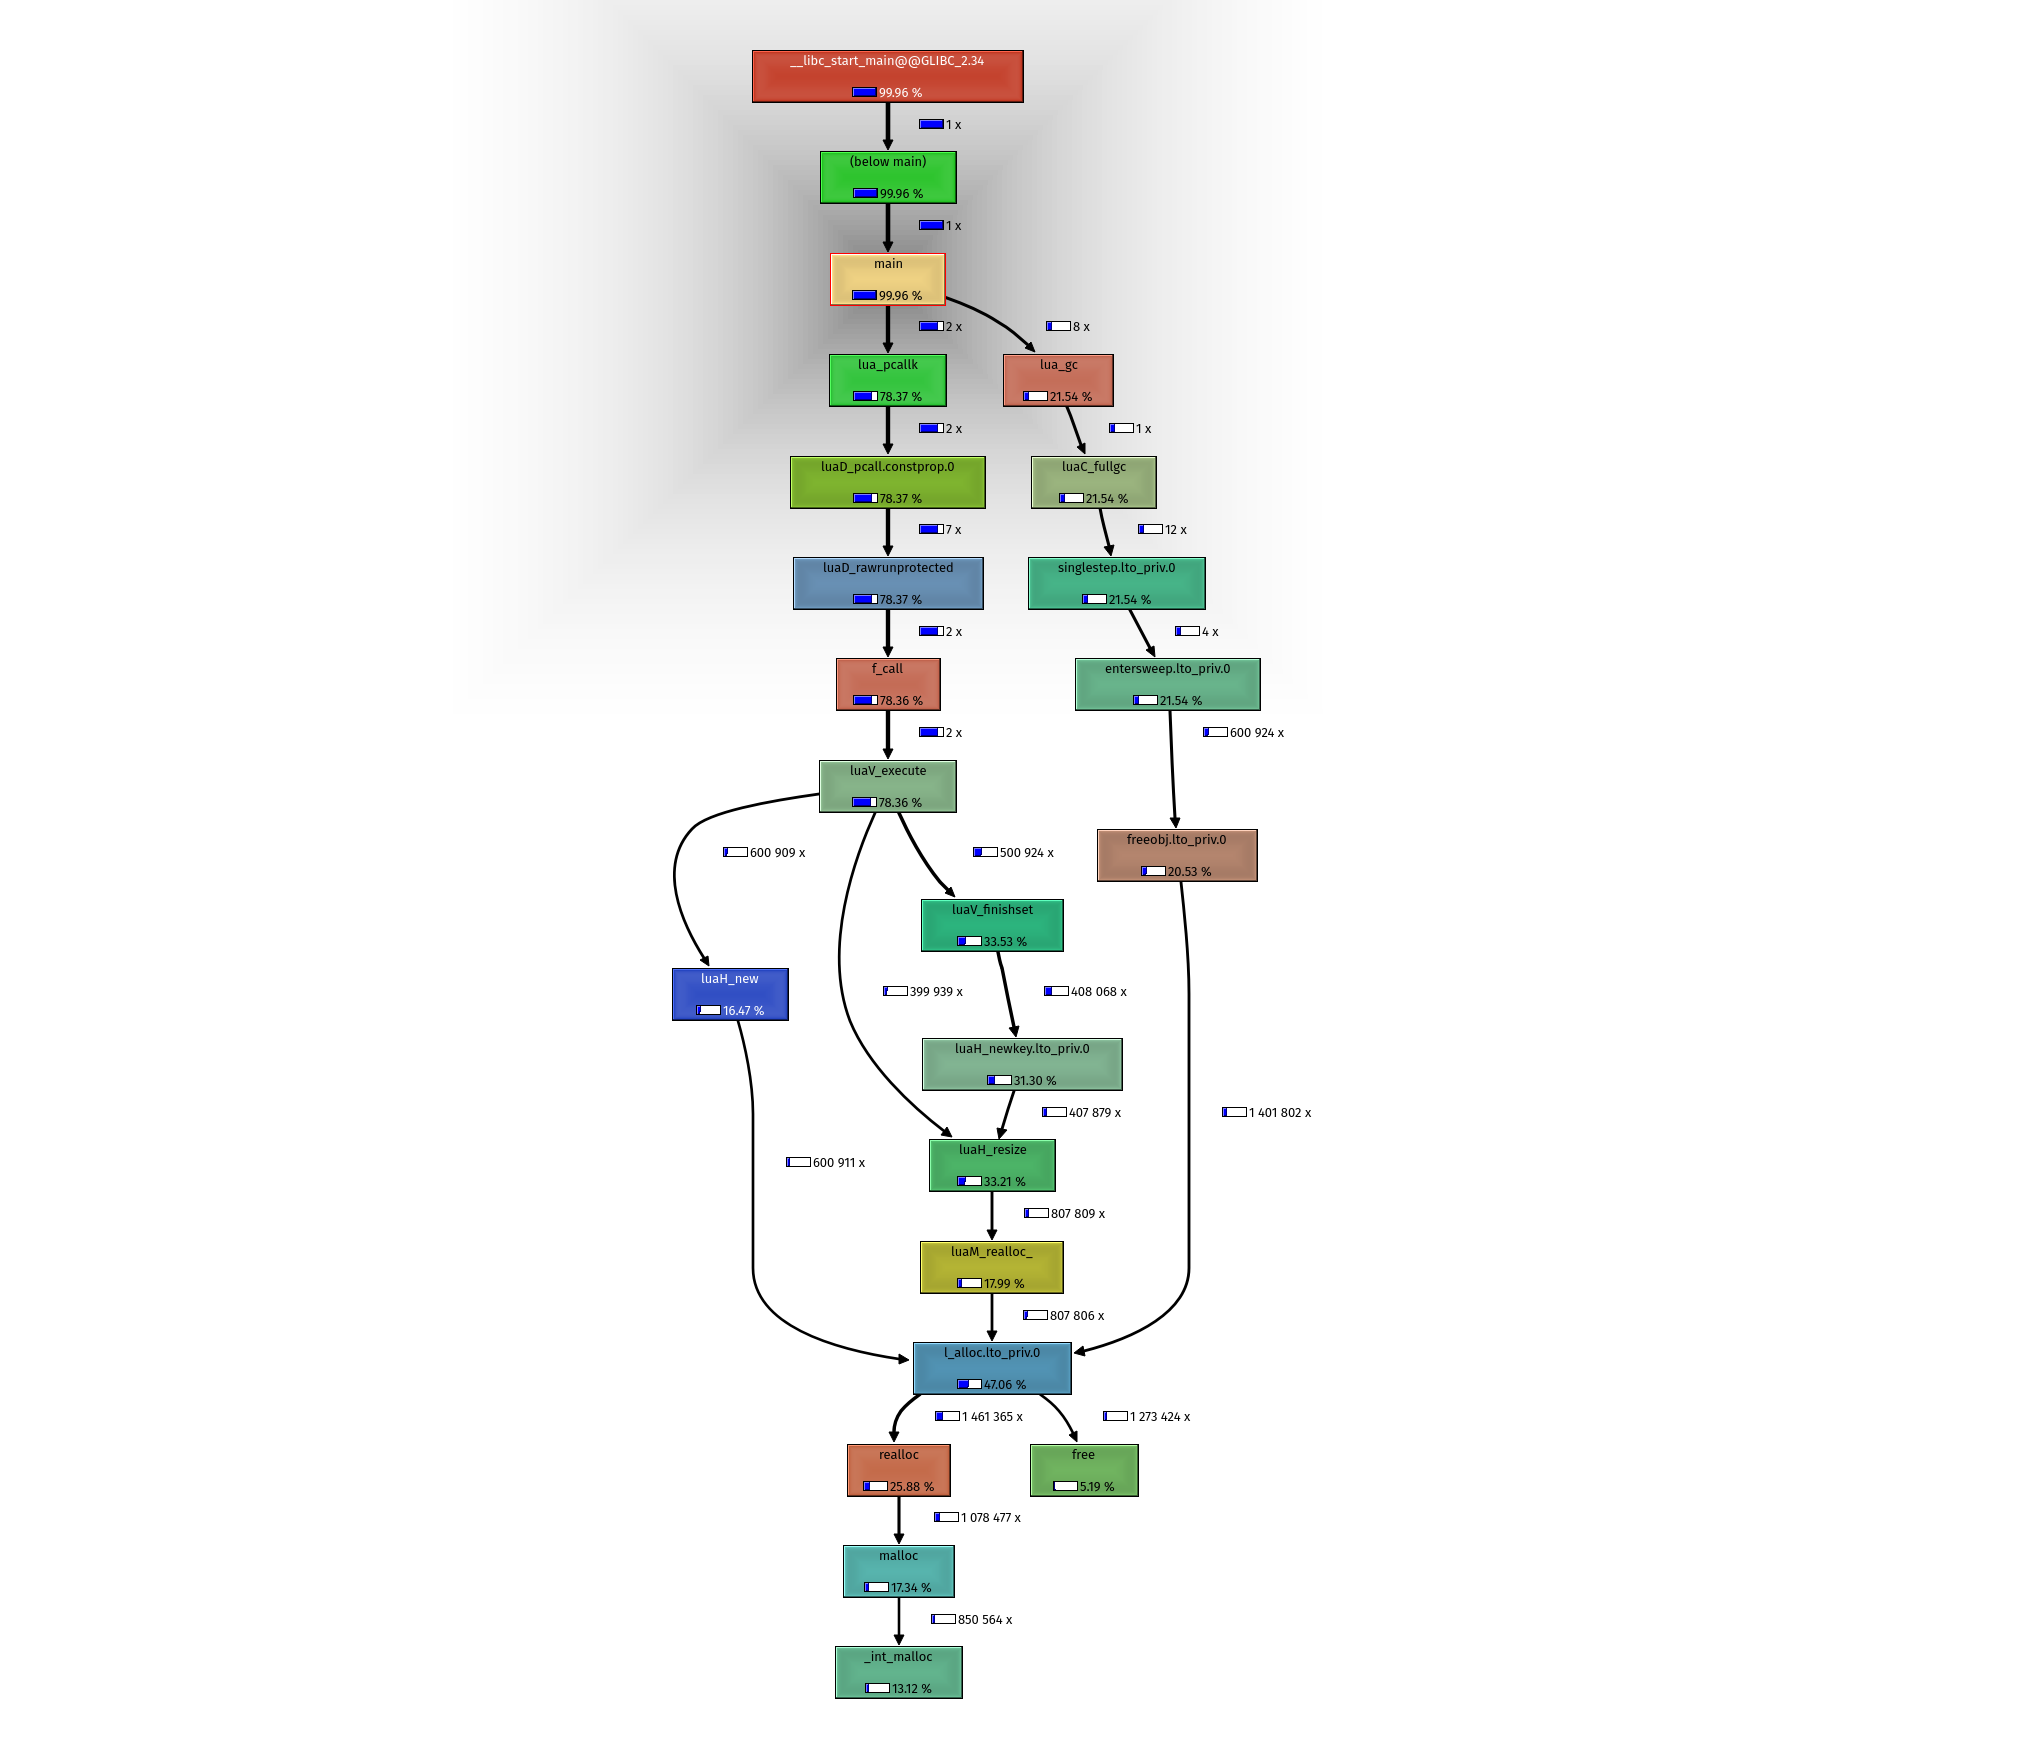 __libc_start_main@@GLIBC_2.34
99.96 %
1 x
(below main)
99.96 %
1 x
main
99.96 %
2 x
8 x
lua_pcallk
78.37 %
lua_gc
21.54 %
2 x
1 x
luaD_pcall.constprop.0
78.37 %
luaC_fullgc
21.54 %
7 x
12 x
luaD_rawrunprotected
78.37 %
singlestep.lto_priv.0
21.54 %
2 x
4 x
f_call
78.36 %
entersweep.lto_priv.0
21.54 %
2 x
600 924 x
luaV_execute
78.36 %
600 909 x
500 924 x
freeobj.lto_priv.0
20.53 %
luaV_finishset
33.53 %
luaH_new
16.47 %
399 939 x
408 068 x
luaH_newkey.lto_priv.0
31.30 %
407 879 x
1 401 802 x
luaH_resize
33.21 %
600 911 x
807 809 x
luaM_realloc_
17.99 %
807 806 x
l_alloc.lto_priv.0
47.06 %
1 461 365 x
1 273 424 x
realloc
25.88 %
free
5.19 %
1 078 477 x
malloc
17.34 %
850 564 x
_int_malloc
13.12 %